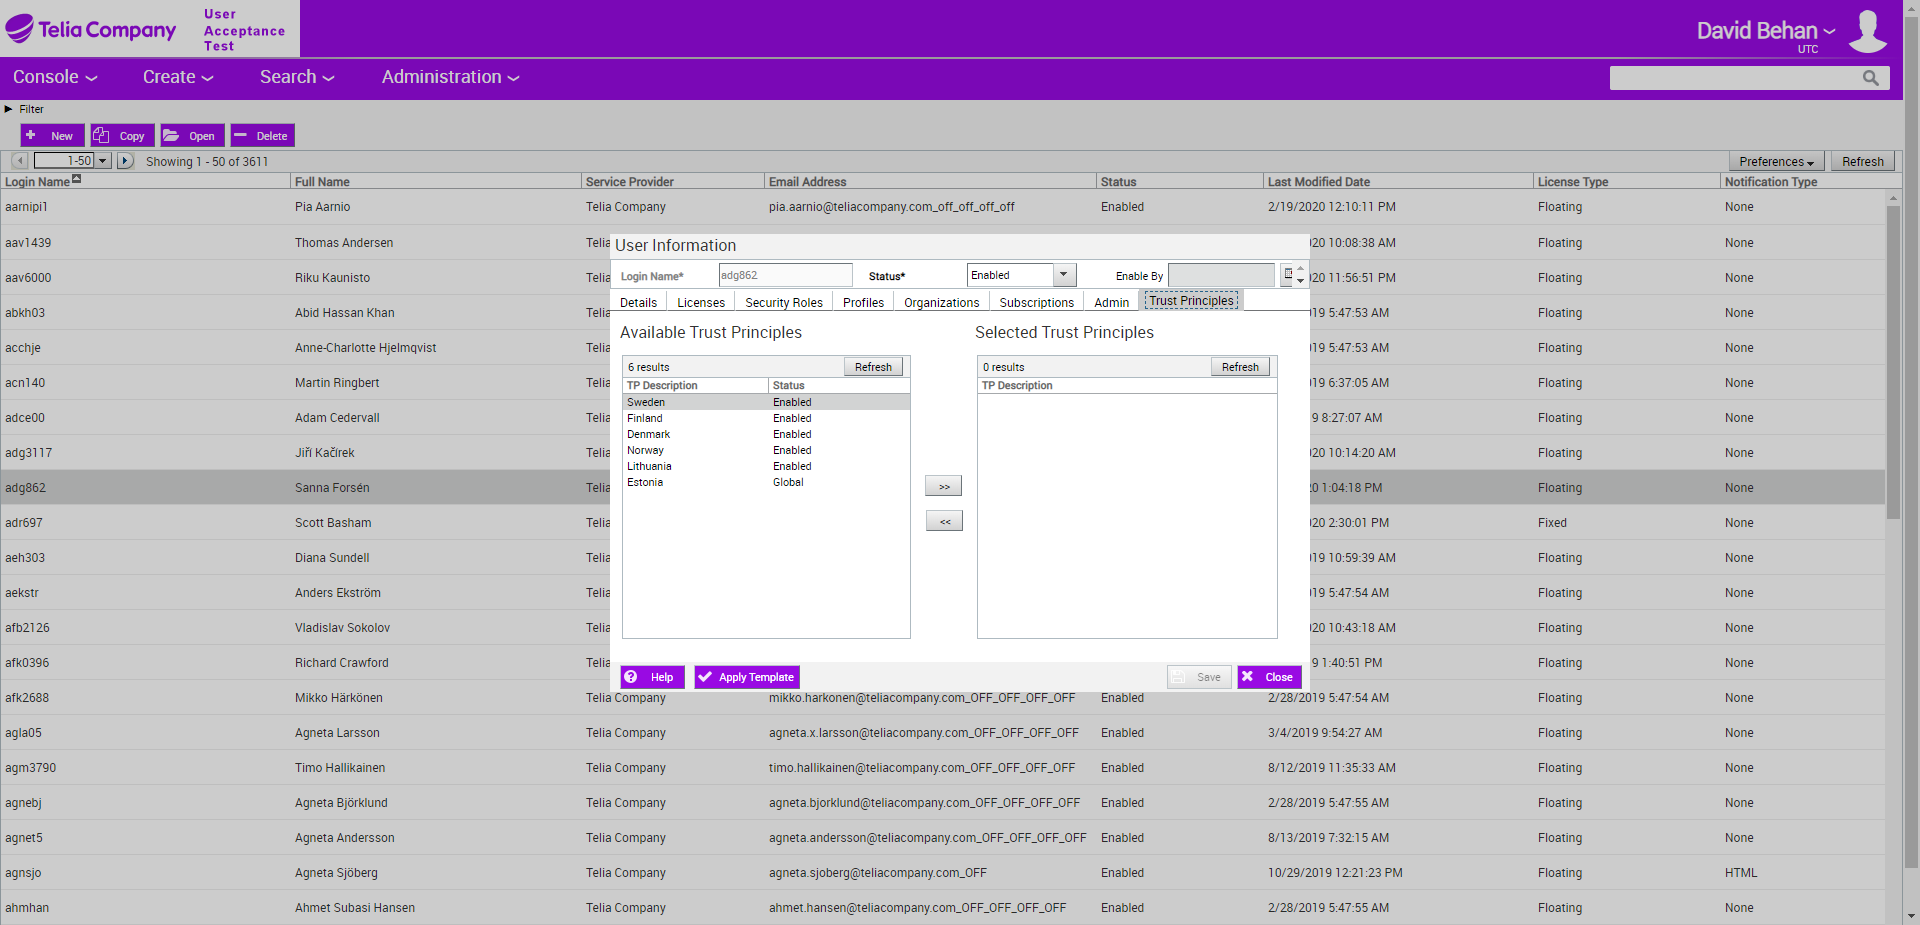 Telia Company
User
Acceptance
Test
David Behan
UTC
Console Create Search Administration
Filter
New Copy Open Delete
1-50 Showing 1 - 50 of 3611 Preferences Refresh
Login Name Full Name Service Provider Email Address Status Last Modified Date License Type Notification Type
aarnipi1 Pia Aarnio Telia Company pia.aarnio@teliacompany.com_off_off_off_off Enabled 2/19/2020 12:10:11 PM Floating None
aav1439 Thomas Andersen Telia 020 10:08:38 AM Floating None
aav6000 Riku Kaunisto Telia 020 11:56:51 PM Floating None
abkh03 Abid Hassan Khan Telia 019 5:47:53 AM Floating None
acchje Anne-Charlotte Hjelmqvist Telia 019 5:47:53 AM Floating None
acn140 Martin Ringbert Telia 019 6:37:05 AM Floating None
adce00 Adam Cedervall Telia 9 8:27:07 AM Floating None
adg3117 Jiří Kačírek Telia 020 10:14:20 AM Floating None
adg862 Sanna Forsén Telia 20 1:04:18 PM Floating None
adr697 Scott Basham Telia 020 2:30:01 PM Fixed None
aeh303 Diana Sundell Telia 019 10:59:39 AM Floating None
aekstr Anders Ekström Telia 019 5:47:54 AM Floating None
afb2126 Vladislav Sokolov Telia 020 10:43:18 AM Floating None
afk0396 Richard Crawford Telia 9 1:40:51 PM Floating None
afk2688 Mikko Härkönen Telia Company mikko.harkonen@teliacompany.com_OFF_OFF_OFF_OFF Enabled 2/28/2019 5:47:54 AM Floating None
agla05 Agneta Larsson Telia Company agneta.x.larsson@teliacompany.com_OFF_OFF_OFF_OFF Enabled 3/4/2019 9:54:27 AM Floating None
agm3790 Timo Hallikainen Telia Company timo.hallikainen@teliacompany.com_OFF_OFF_OFF_OFF Enabled 8/12/2019 11:35:33 AM Floating None
agnebj Agneta Björklund Telia Company agneta.bjorklund@teliacompany.com_OFF_OFF_OFF_OFF Enabled 2/28/2019 5:47:55 AM Floating None
agnet5 Agneta Andersson Telia Company agneta.andersson@teliacompany.com_OFF_OFF_OFF_OFF Enabled 8/13/2019 7:32:15 AM Floating None
agnsjo Agneta Sjöberg Telia Company agneta.sjoberg@teliacompany.com_OFF Enabled 10/29/2019 12:21:23 PM Floating HTML
ahmhan Ahmet Subasi Hansen Telia Company ahmet.hansen@teliacompany.com_OFF_OFF_OFF_OFF Enabled 2/28/2019 5:47:55 AM Floating None
User Information
Login Name* adg862 Status* Enabled Enable By
Details Licenses Security Roles Profiles Organizations Subscriptions Admin Trust Principles
Available Trust Principles Selected Trust Principles
6 results Refresh 0 results Refresh
TP Description Status TP Description
Sweden Enabled
Finland Enabled
Denmark Enabled
Norway Enabled
Lithuania Enabled
Estonia Global
>>
<<
Help Apply Template Save Close